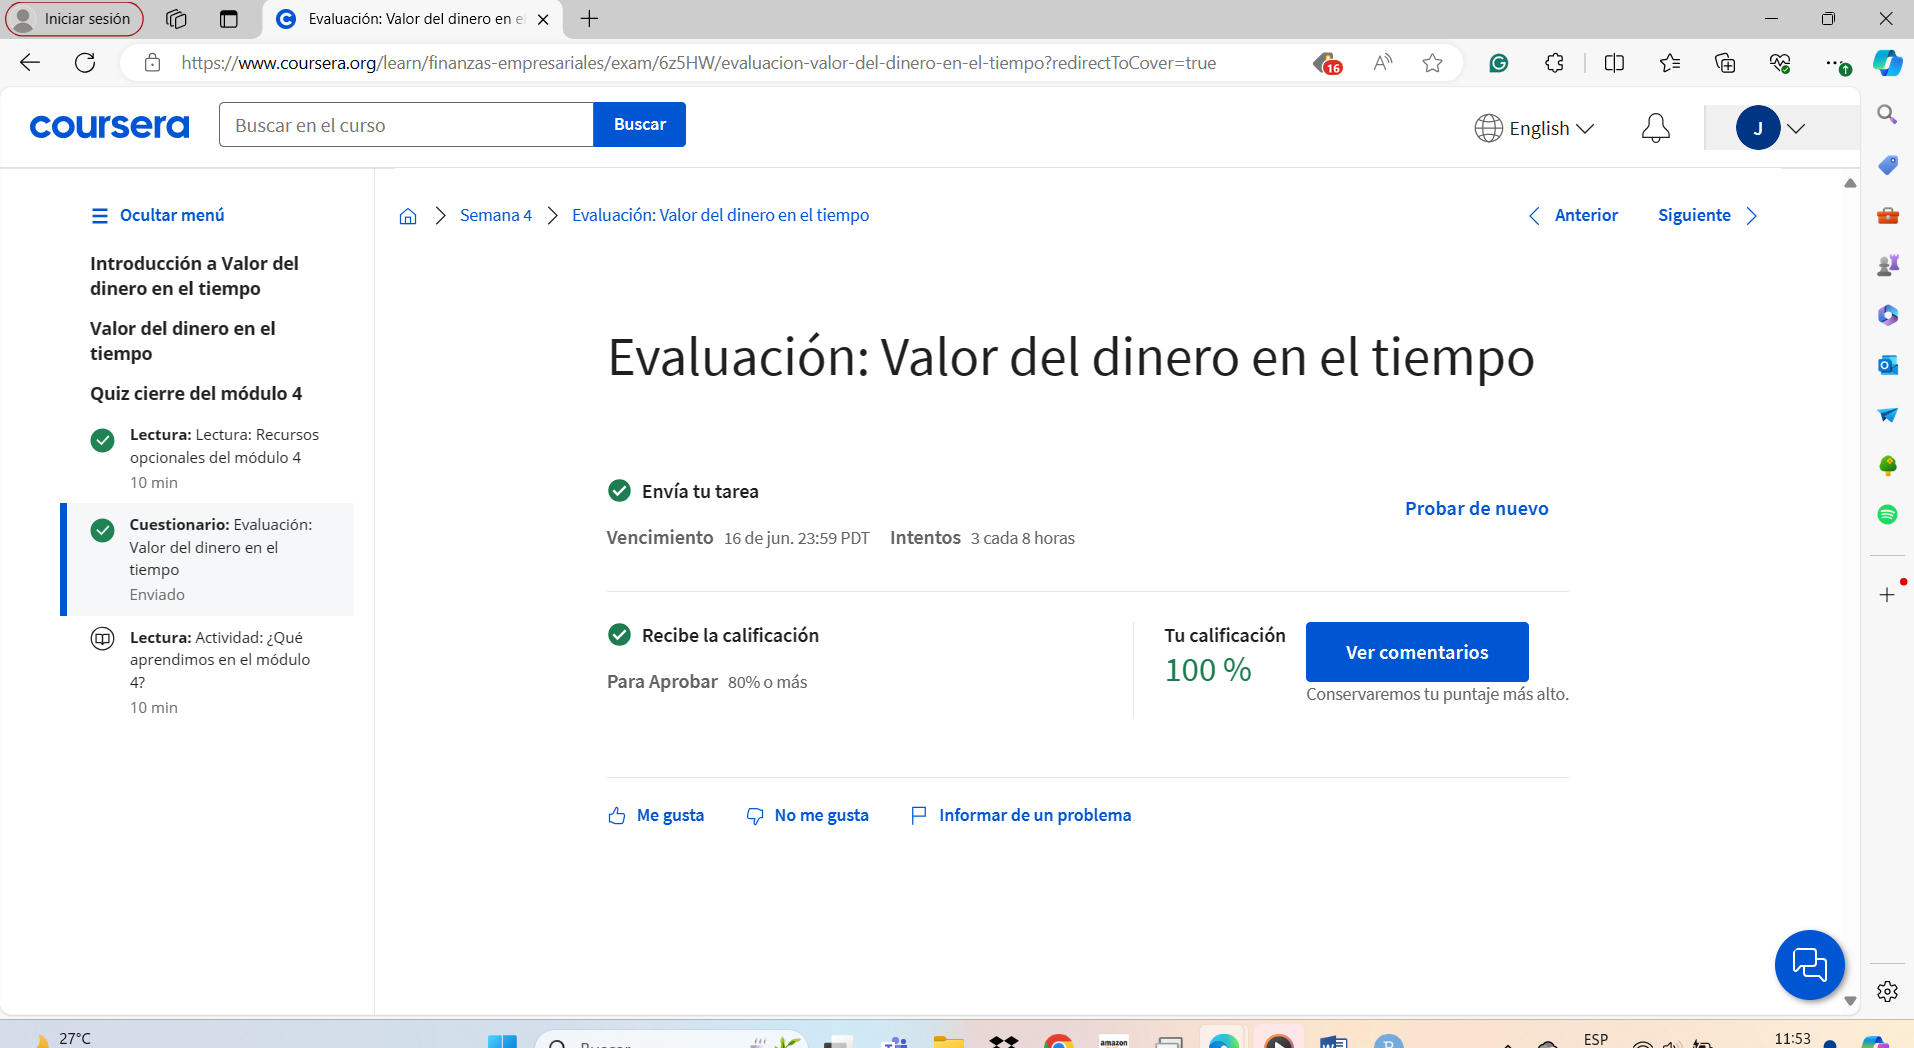 Iniciar sesión
Evaluación: Valor del dinero en el
https://www.coursera.org/learn/finanzas-empresariales/exam/6z5HW/evaluacion-valor-del-dinero-en-el-tiempo?redirectToCover=true
16
coursera
Buscar en el curso
Buscar
English
J
Ocultar menú
Semana 4
Evaluación: Valor del dinero en el tiempo
Anterior
Siguiente
Introducción a Valor del
dinero en el tiempo
Valor del dinero en el
tiempo
Quiz cierre del módulo 4
Lectura: Lectura: Recursos
opcionales del módulo 4
10 min
Cuestionario: Evaluación:
Valor del dinero en el
tiempo
Enviado
Lectura: Actividad: ¿Qué
aprendimos en el módulo
4?
10 min
Evaluación: Valor del dinero en el tiempo
Envía tu tarea
Probar de nuevo
Vencimiento 16 de jun. 23:59 PDT Intentos 3 cada 8 horas
Recibe la calificación
Para Aprobar 80% o más
Tu calificación
100 %
Ver comentarios
Conservaremos tu puntaje más alto.
Me gusta
No me gusta
Informar de un problema
27°C
Buscar
amazon
ESP
11:53